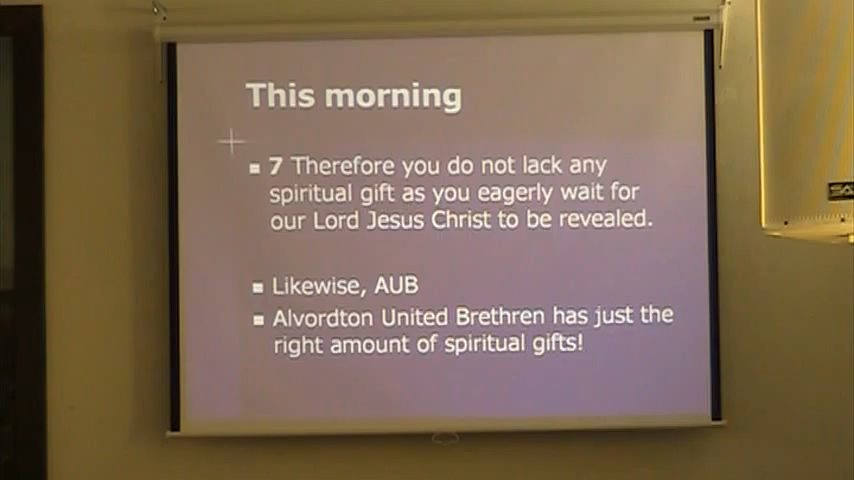 This morning
7 Therefore you do not lack any
spiritual gift as you eagerly wait for
our Lord Jesus Christ to be revealed.
Likewise, AUB
Alvordton United Brethren has just the
right amount of spiritual gifts!